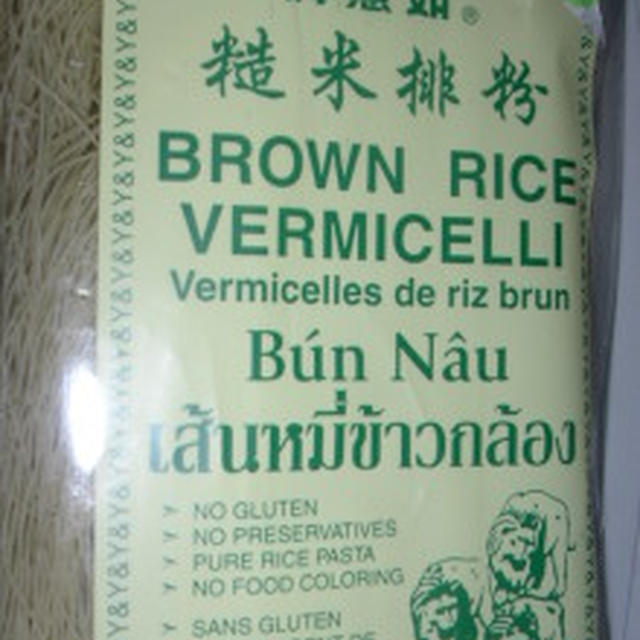 糙米排粉
BROWN RICE
VERMICELLI
Vermicelles de riz brun
Bún Nâu
เส้นหมี่ข้าวกล้อง
➣ NO GLUTEN
➣ NO PRESERVATIVES
➣ PURE RICE PASTA
➣ NO FOOD COLORING
➣ SANS GLUTEN